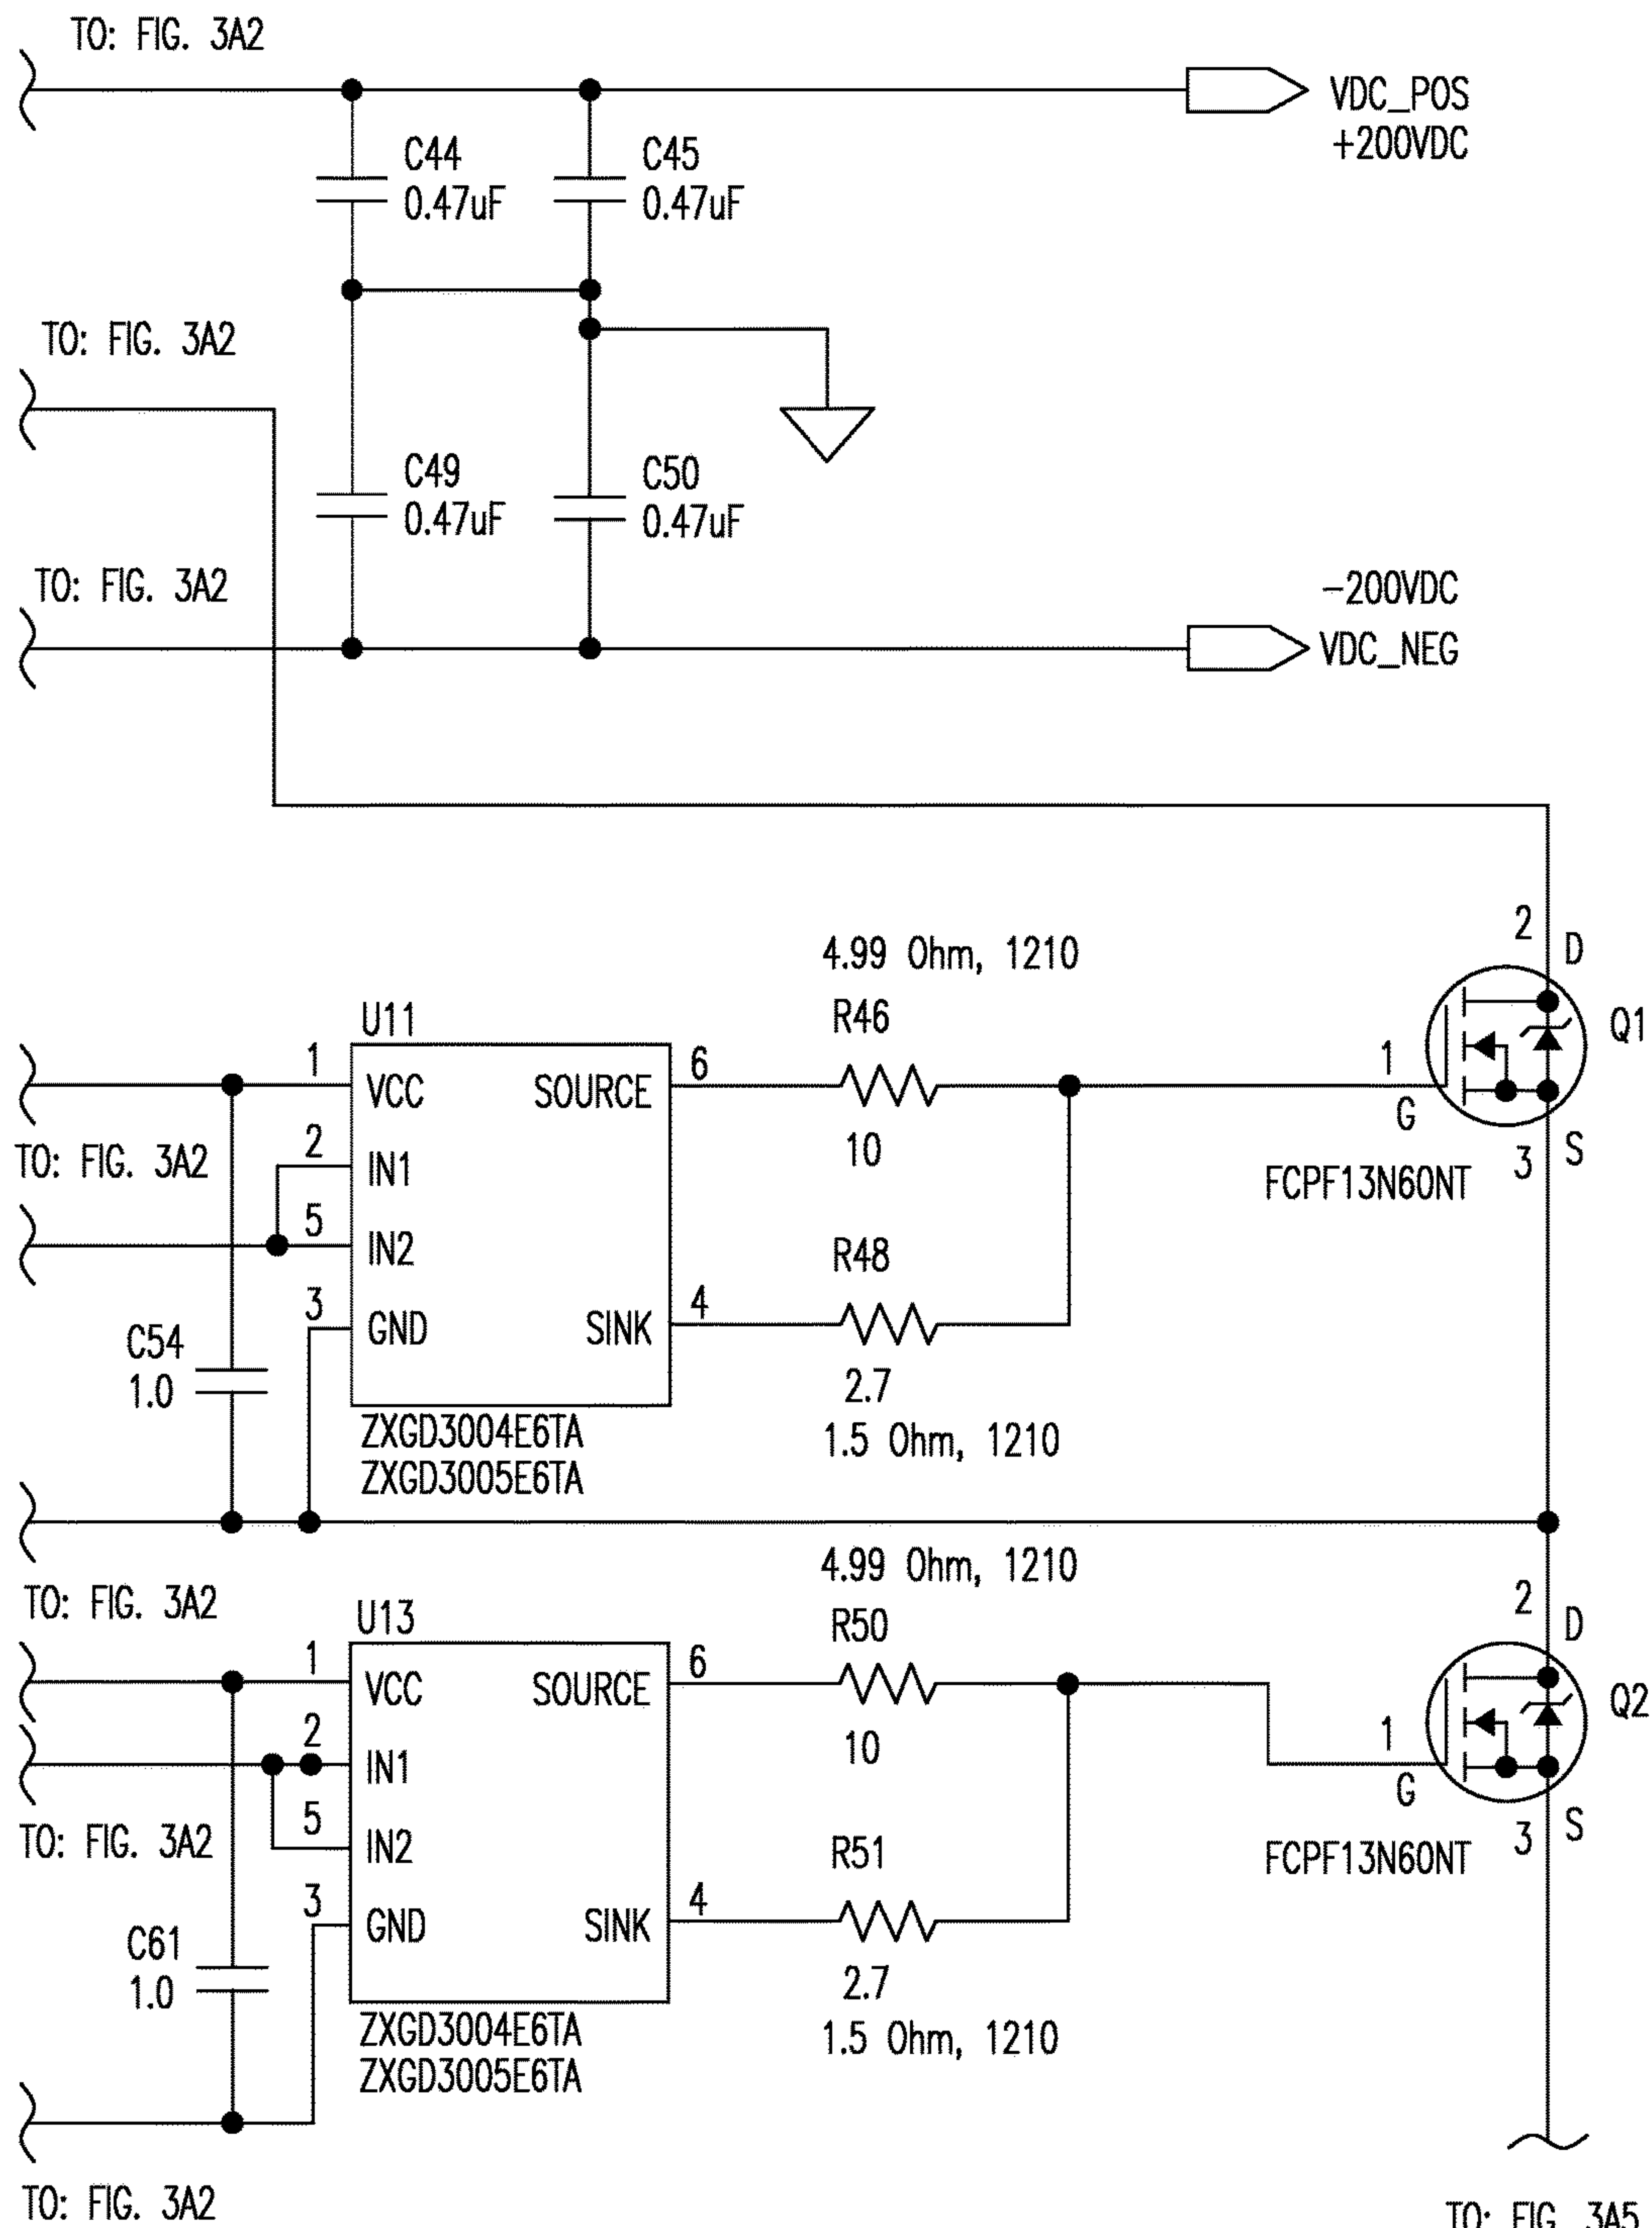 TO: FIG. 3A2
VDC_POS
+200VDC
C44
0.47uF
C45
0.47uF
TO: FIG. 3A2
C49
0.47uF
C50
0.47uF
TO: FIG. 3A2
-200VDC
VDC_NEG
2
D
4.99 Ohm, 1210
R46
U11
Q1
1
VCC
SOURCE
6
10
1
G
TO: FIG. 3A2
2
IN1
3
S
FCPF13N60NT
5
IN2
R48
3
GND
SINK
4
C54
1.0
2.7
1.5 Ohm, 1210
ZXGD3004E6TA
ZXGD3005E6TA
4.99 Ohm, 1210
TO: FIG. 3A2
2
D
U13
R50
Q2
1
VCC
SOURCE
6
10
2
IN1
1
G
TO: FIG. 3A2
5
IN2
R51
3
S
FCPF13N60NT
3
GND
SINK
4
C61
1.0
2.7
1.5 Ohm, 1210
ZXGD3004E6TA
ZXGD3005E6TA
TO: FIG. 3A2
TO: FIG. 3A5